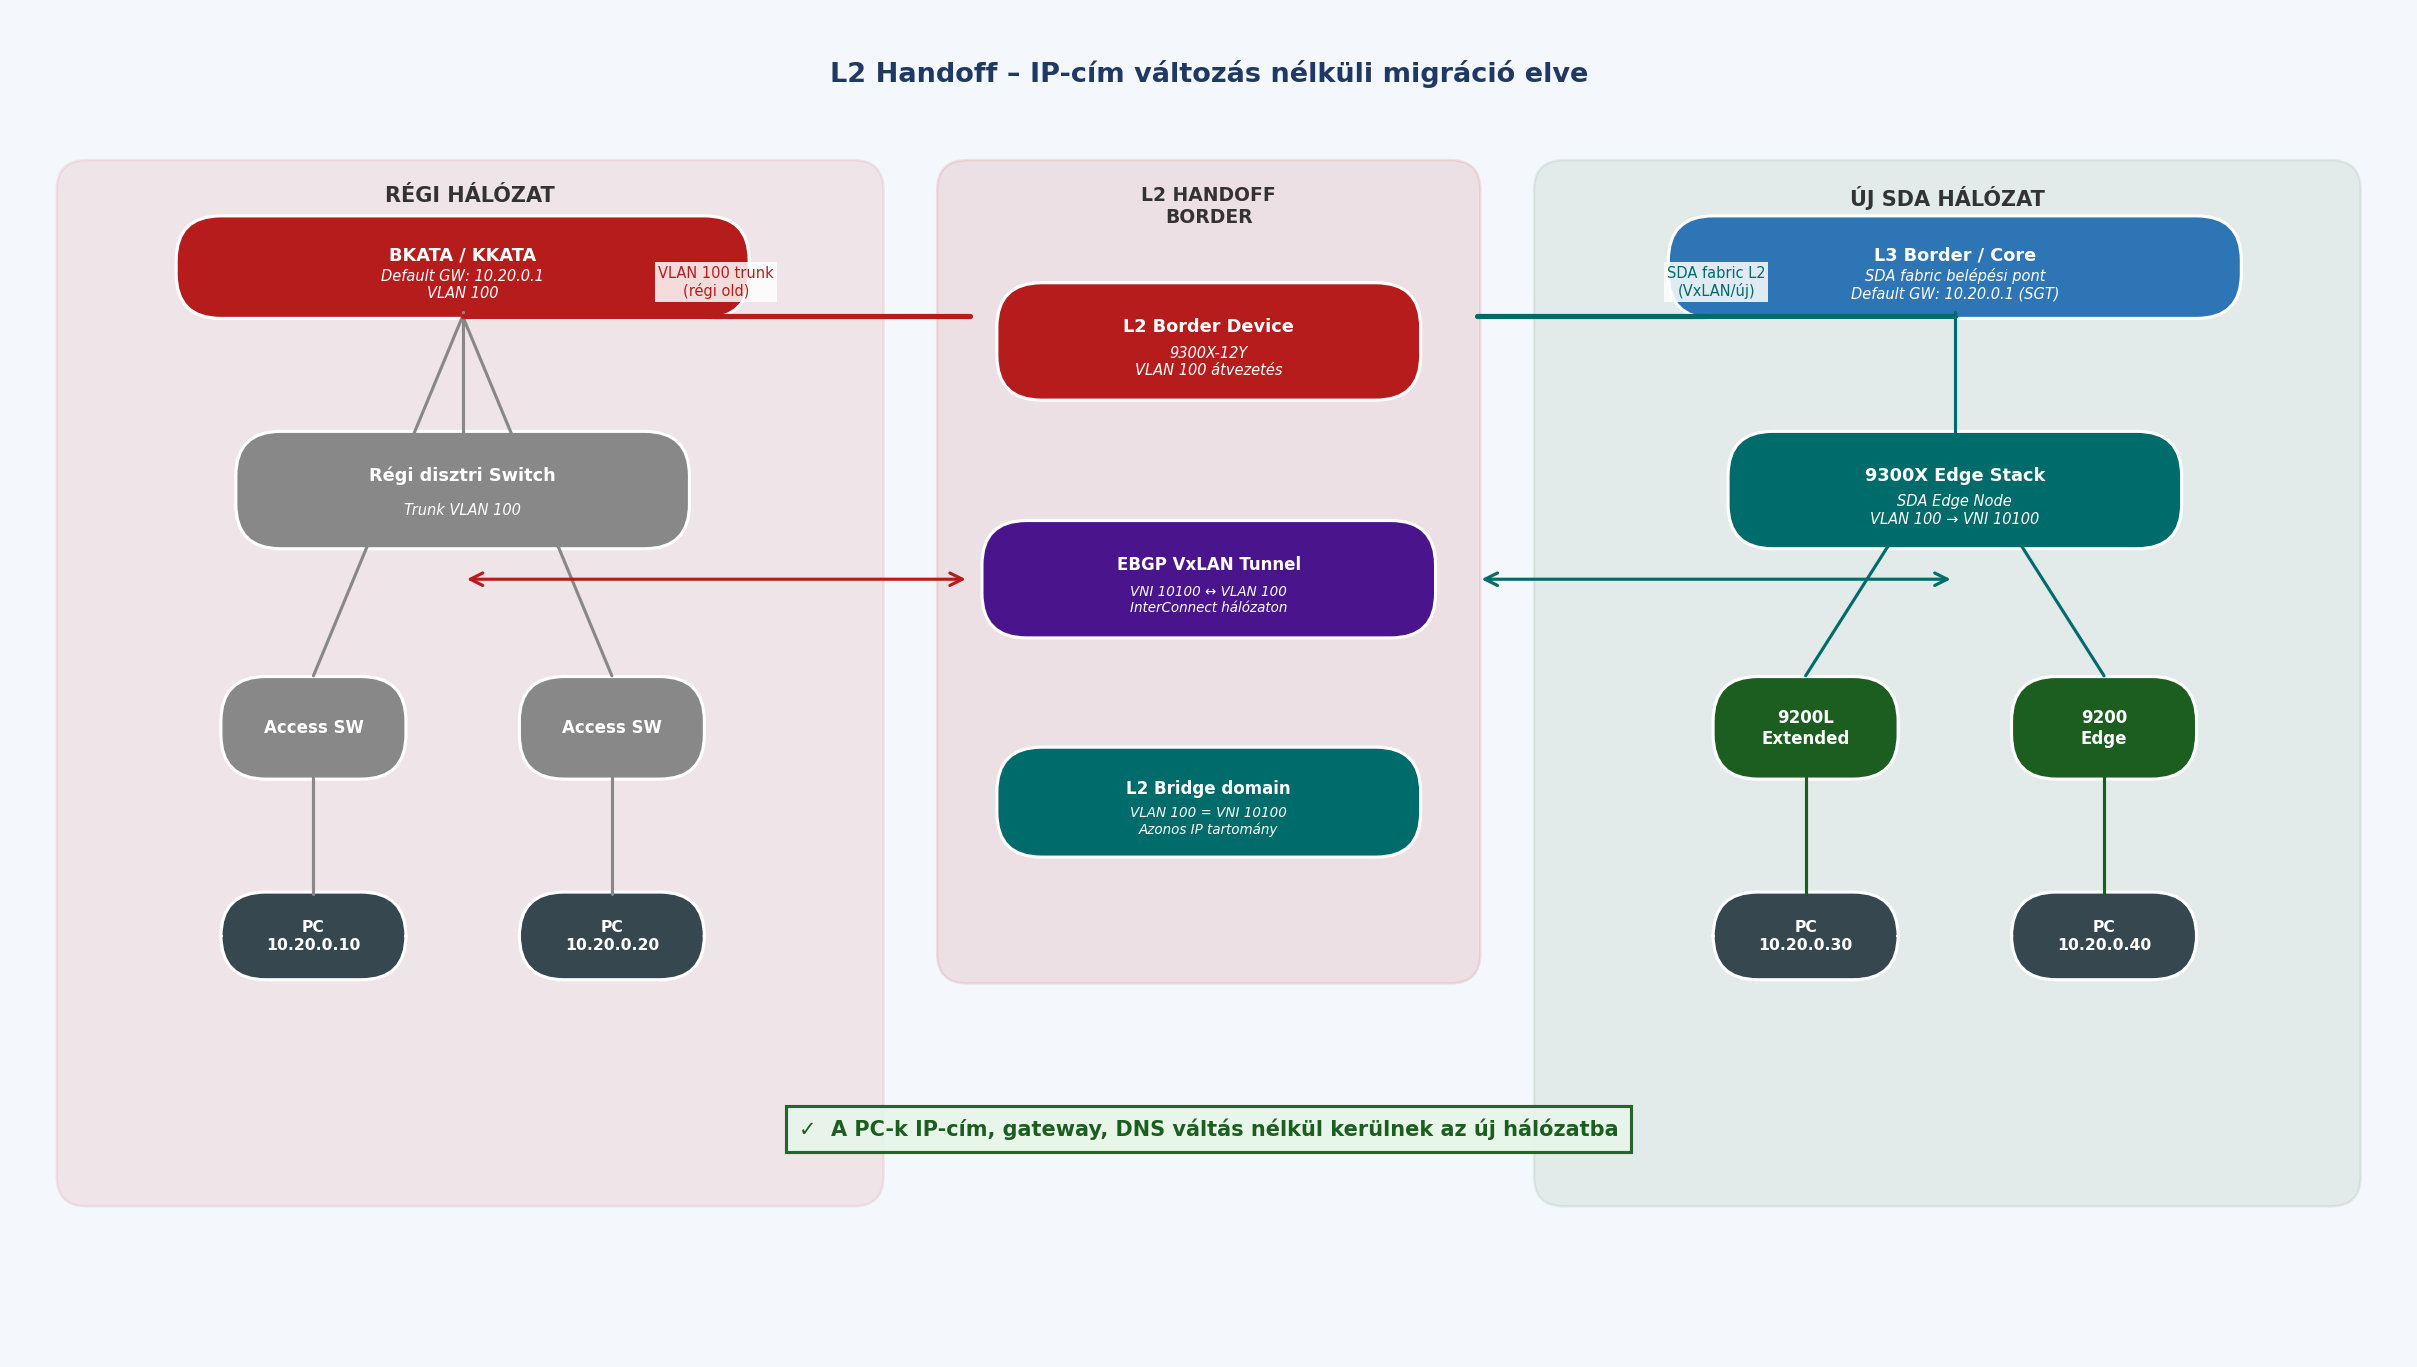 L2 Handoff – IP-cím változás nélküli migráció elve
RÉGI HÁLÓZAT
BKATA / KKATA
Default GW: 10.20.0.1
VLAN 100
VLAN 100 trunk
(régi old)
Régi disztri Switch
Trunk VLAN 100
Access SW
Access SW
PC
10.20.0.10
PC
10.20.0.20
L2 HANDOFF
BORDER
L2 Border Device
9300X-12Y
VLAN 100 átvezetés
EBGP VxLAN Tunnel
VNI 10100 ↔ VLAN 100
InterConnect hálózaton
L2 Bridge domain
VLAN 100 = VNI 10100
Azonos IP tartomány
ÚJ SDA HÁLÓZAT
SDA fabric L2
(VxLAN/új)
L3 Border / Core
SDA fabric belépési pont
Default GW: 10.20.0.1 (SGT)
9300X Edge Stack
SDA Edge Node
VLAN 100 → VNI 10100
9200L
Extended
9200
Edge
PC
10.20.0.30
PC
10.20.0.40
✓ A PC-k IP-cím, gateway, DNS váltás nélkül kerülnek az új hálózatba